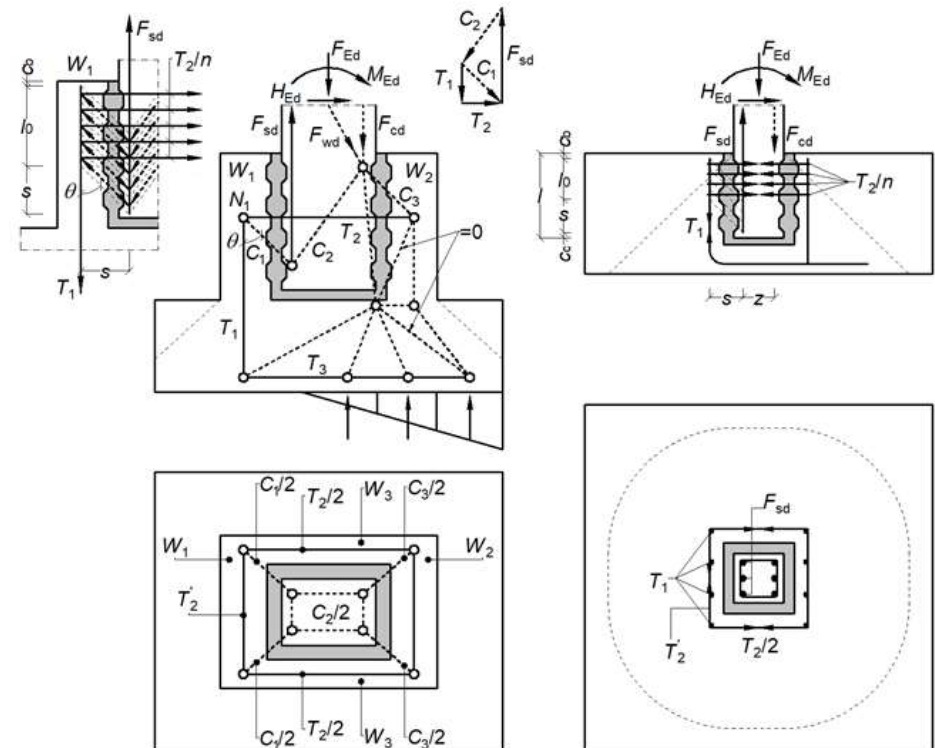 W1
Fsd
T2/n
δ
l0
s
θ
s
T1
FEd
MEd
HEd
Fsd
Fwd
Fcd
W1
W2
N1
C3
T2
θ
C1
C2
=0
T1
T3
C2
Fsd
C1
T1
T2
FEd
MEd
HEd
Fsd
Fcd
δ
l
l0
s
T2/n
T1
s
z
C1/2
T2/2
W3
C3/2
W1
W2
T'2
C2/2
C1/2
T2/2
W3
C3/2
Fsd
T1
T'2
T2/2